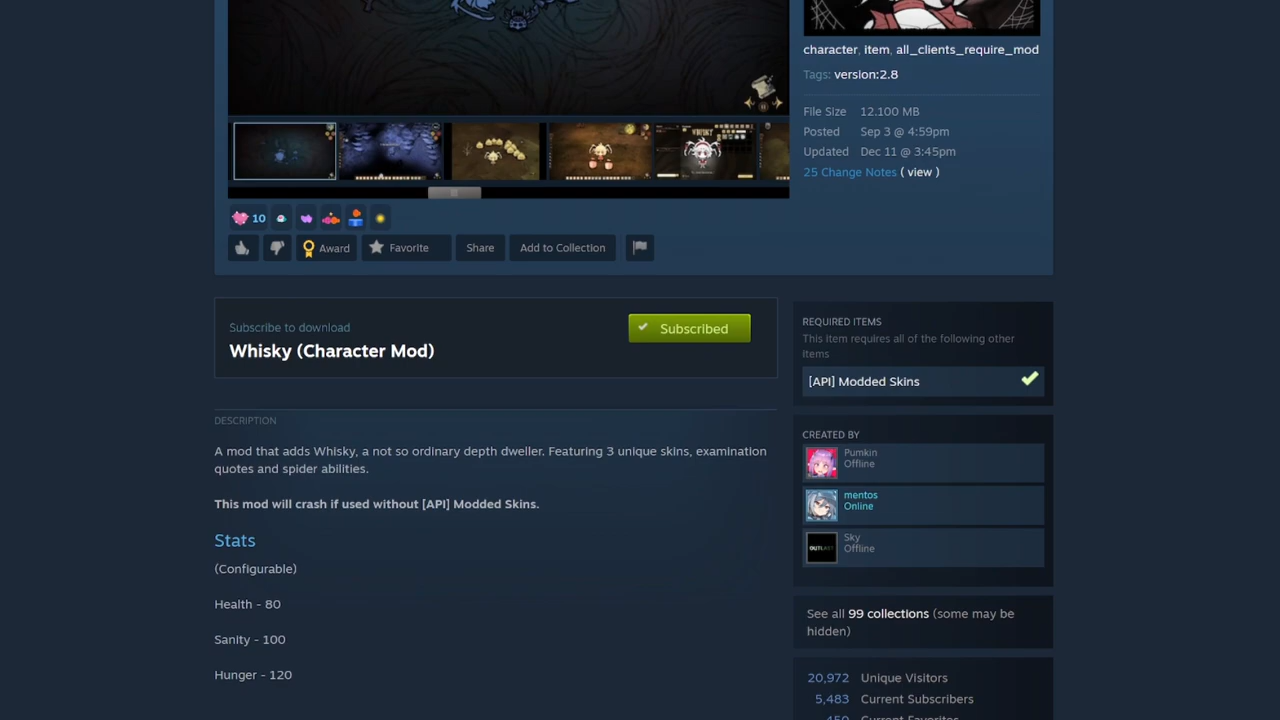 character, item, all_clients_require_mod
Tags: version:2.8
File Size 12.100 MB
Posted Sep 3 @ 4:59pm
Updated Dec 11 @ 3:45pm
25 Change Notes ( view )
WHISKY
10
Award
Favorite
Share
Add to Collection
Subscribe to download
Whisky (Character Mod)
Subscribed
DESCRIPTION
A mod that adds Whisky, a not so ordinary depth dweller. Featuring 3 unique skins, examination
quotes and spider abilities.
This mod will crash if used without [API] Modded Skins.
Stats
(Configurable)
Health - 80
Sanity - 100
Hunger - 120
REQUIRED ITEMS
This item requires all of the following other
items
[API] Modded Skins
CREATED BY
Pumkin
Offline
mentos
Online
Sky
Offline
See all 99 collections (some may be
hidden)
20,972 Unique Visitors
5,483 Current Subscribers
450 Current Favorites